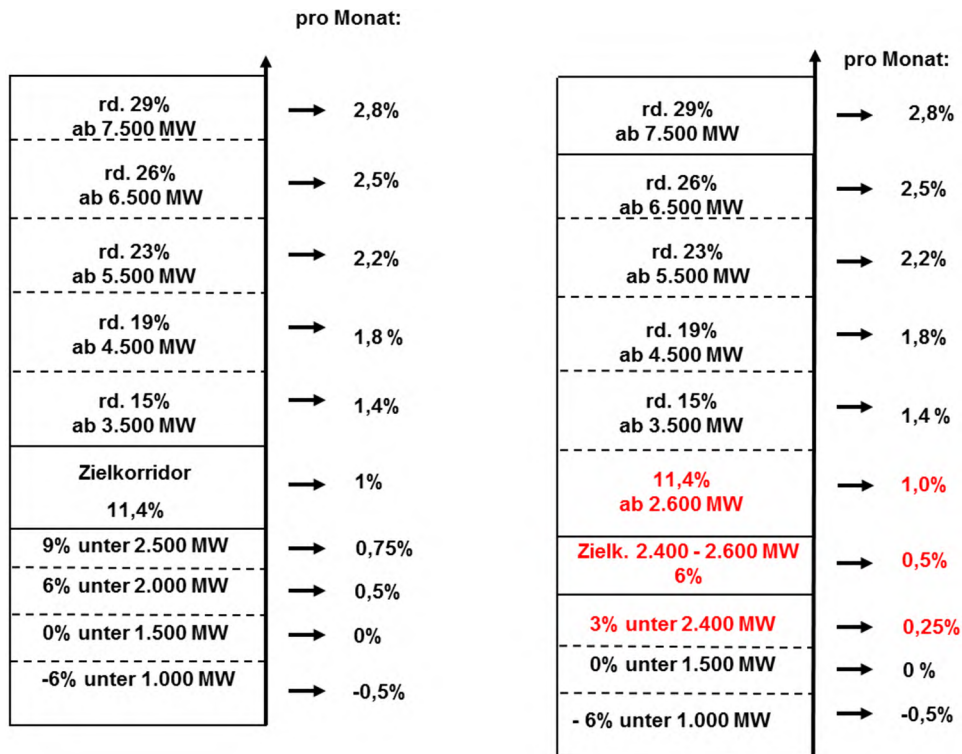 pro Monat:
rd. 29%
ab 7.500 MW
2,8%
rd. 26%
ab 6.500 MW
2,5%
rd. 23%
ab 5.500 MW
2,2%
rd. 19%
ab 4.500 MW
1,8 %
rd. 15%
ab 3.500 MW
1,4%
Zielkorridor
11,4%
1%
9% unter 2.500 MW
0,75%
6% unter 2.000 MW
0,5%
0% unter 1.500 MW
0%
-6% unter 1.000 MW
-0,5%
pro Monat:
rd. 29%
ab 7.500 MW
2,8%
rd. 26%
ab 6.500 MW
2,5%
rd. 23%
ab 5.500 MW
2,2%
rd. 19%
ab 4.500 MW
1,8%
rd. 15%
ab 3.500 MW
1,4 %
11,4%
ab 2.600 MW
1,0%
Zielk. 2.400 - 2.600 MW
6%
0,5%
3% unter 2.400 MW
0,25%
0% unter 1.500 MW
0 %
- 6% unter 1.000 MW
-0,5%